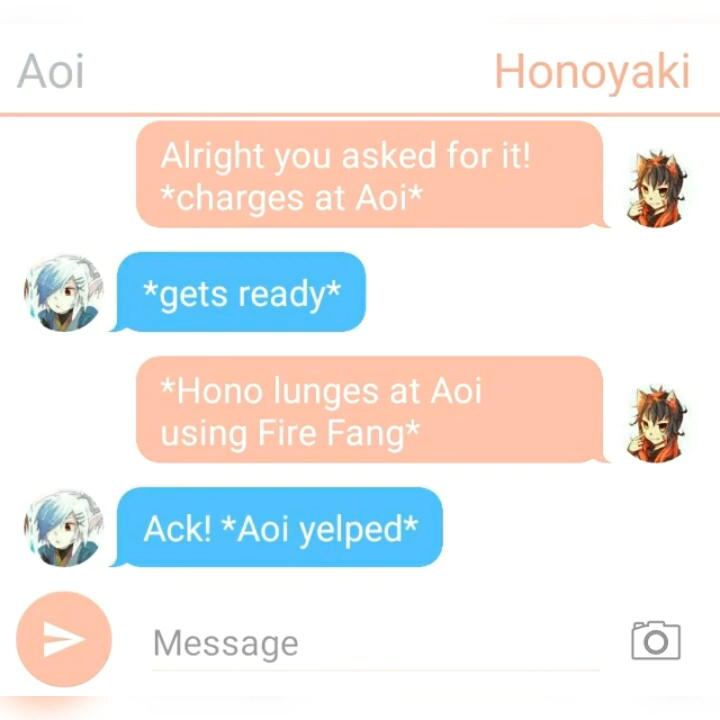 Aoi
Honoyaki
Alright you asked for it!
*charges at Aoi*
*gets ready*
*Hono lunges at Aoi
using Fire Fang*
Ack! *Aoi yelped*
Message